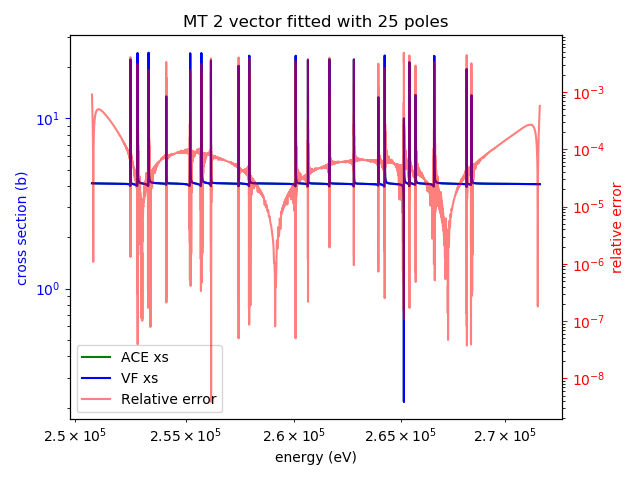 MT 2 vector fitted with 25 poles
cross section (b)
10¹
10⁰
10⁻³
10⁻⁴
10⁻⁵
10⁻⁶
10⁻⁷
10⁻⁸
relative error
ACE xs
VF xs
Relative error
2.5 × 10⁵ 2.55 × 10⁵ 2.6 × 10⁵ 2.65 × 10⁵ 2.7 × 10⁵
energy (eV)